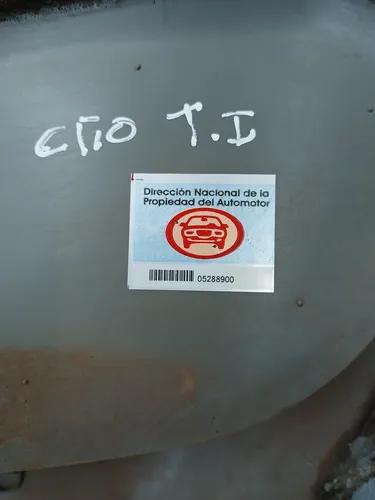 Clio T.I
Dirección Nacional de la
Propiedad del Automotor
05288900